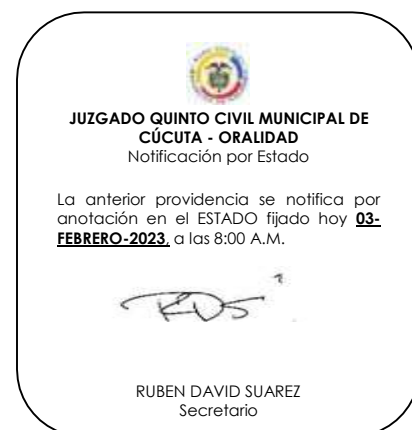 JUZGADO QUINTO CIVIL MUNICIPAL DE
CÚCUTA - ORALIDAD
Notificación por Estado
La anterior providencia se notifica por
anotación en el ESTADO fijado hoy 03-
FEBRERO-2023, a las 8:00 A.M.
RUBEN DAVID SUAREZ
Secretario